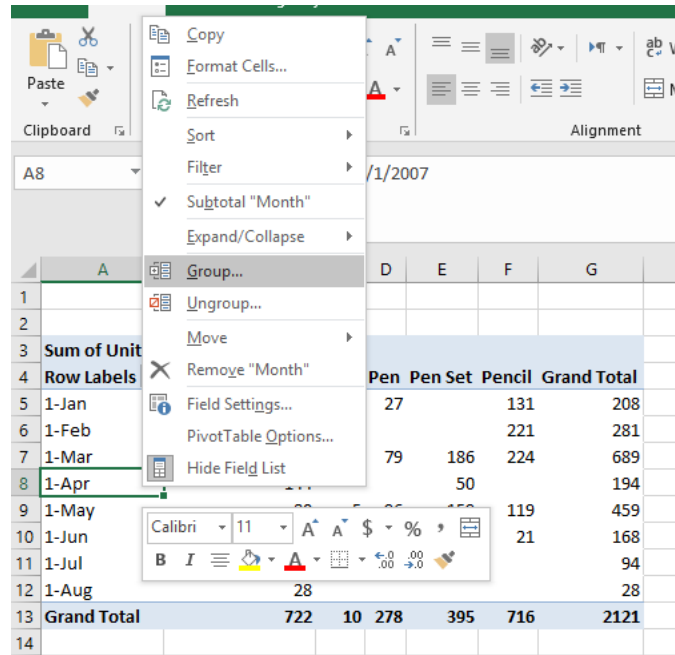 Paste
Clipboard
Alignment
A8
/1/2007
Copy
Format Cells...
Refresh
Sort
Filter
Subtotal "Month"
Expand/Collapse
Group...
Ungroup...
Move
Remove "Month"
Field Settings...
PivotTable Options...
Hide Field List
A D E F G
1
2
3 Sum of Unit
4 Row Labels Pen Pen Set Pencil Grand Total
5 1-Jan 27 131 208
6 1-Feb 221 281
7 1-Mar 79 186 224 689
8 1-Apr 50 194
9 1-May 119 459
10 1-Jun 21 168
11 1-Jul 94
12 1-Aug 28 28
13 Grand Total 722 10 278 395 716 2121
14
Calibri 11 A A $ % ,
B I A .00 .00